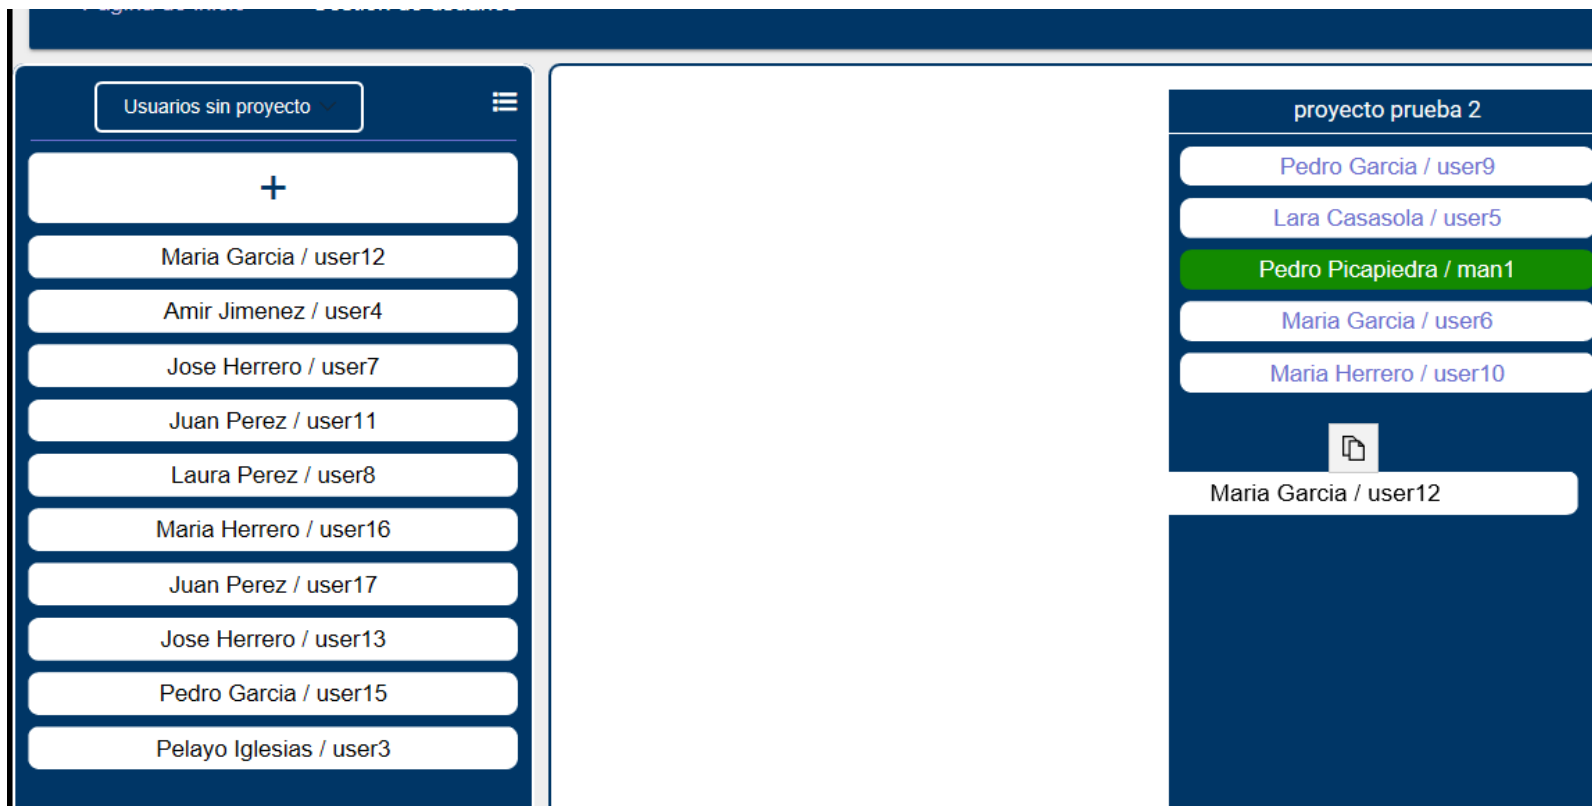 Usuarios sin proyecto
+
Maria Garcia / user12
Amir Jimenez / user4
Jose Herrero / user7
Juan Perez / user11
Laura Perez / user8
Maria Herrero / user16
Juan Perez / user17
Jose Herrero / user13
Pedro Garcia / user15
Pelayo Iglesias / user3
proyecto prueba 2
Pedro Garcia / user9
Lara Casasola / user5
Pedro Picapiedra / man1
Maria Garcia / user6
Maria Herrero / user10
Maria Garcia / user12